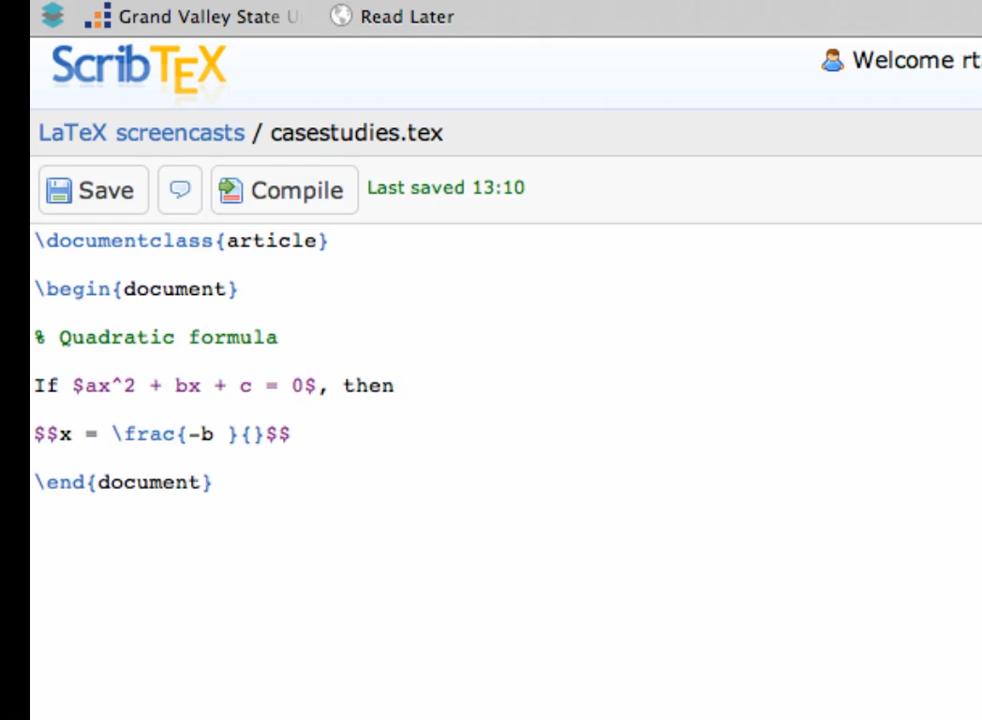 Grand Valley State U Read Later
ScribTEX
Welcome rt
LaTeX screencasts / casestudies.tex
Save Compile Last saved 13:10
\documentclass{article}
\begin{document}
% Quadratic formula
If $ax^2 + bx + c = 0$, then
$$x = \frac{-b }{}$$
\end{document}